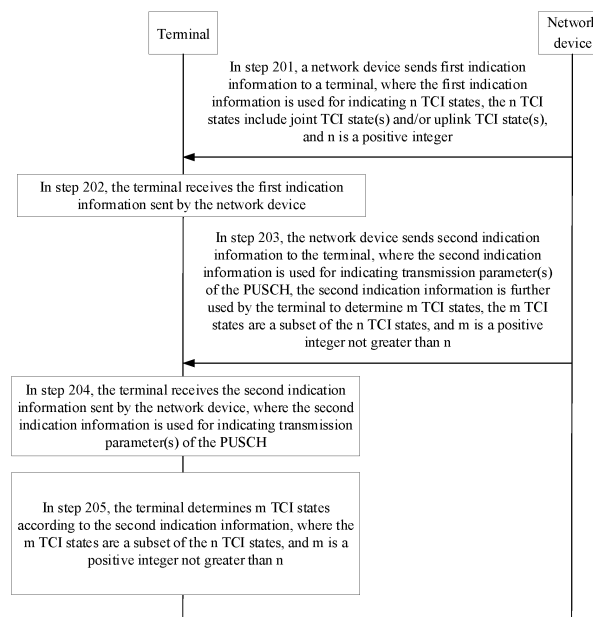 Terminal
Network
device
In step 201, a network device sends first indication
information to a terminal, where the first indication
information is used for indicating n TCI states, the n TCI
states include joint TCI state(s) and/or uplink TCI state(s),
and n is a positive integer
In step 202, the terminal receives the first indication
information sent by the network device
In step 203, the network device sends second indication
information to the terminal, where the second indication
information is used for indicating transmission parameter(s)
of the PUSCH, the second indication information is further
used by the terminal to determine m TCI states, the m TCI
states are a subset of the n TCI states, and m is a positive
integer not greater than n
In step 204, the terminal receives the second indication
information sent by the network device, where the second
indication information is used for indicating transmission
parameter(s) of the PUSCH
In step 205, the terminal determines m TCI states
according to the second indication information, where the
m TCI states are a subset of the n TCI states, and m is a
positive integer not greater than n